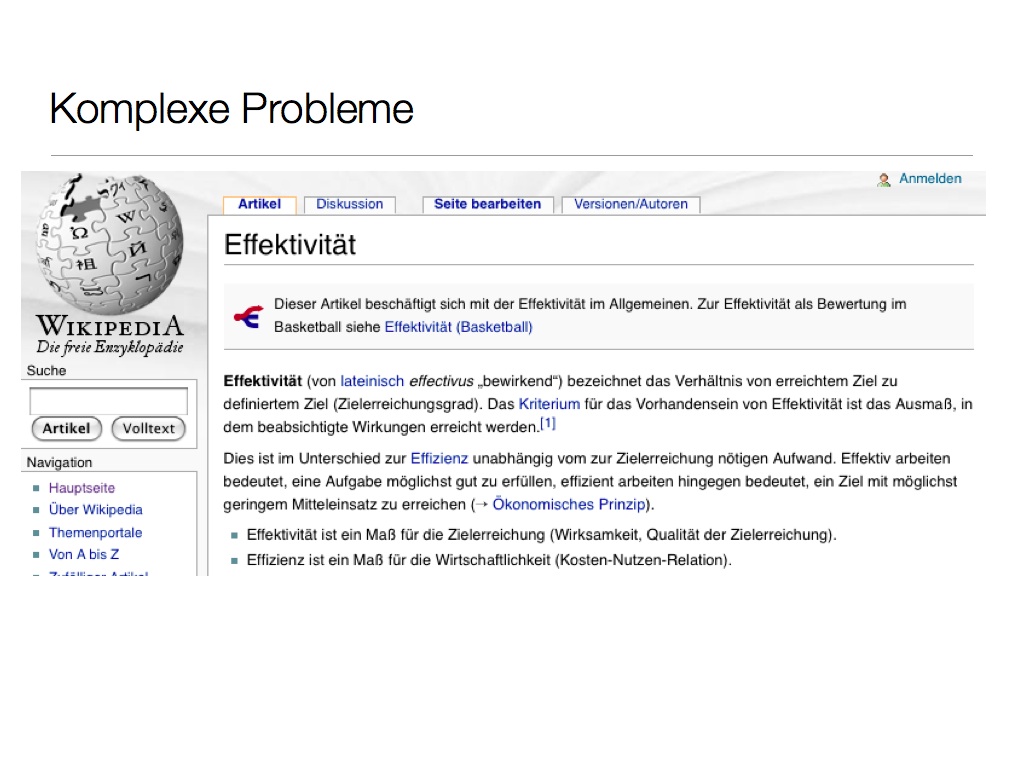 Komplexe Probleme
Anmelden
Artikel
Diskussion
Seite bearbeiten
Versionen/Autoren
Effektivität
Dieser Artikel beschäftigt sich mit der Effektivität im Allgemeinen. Zur Effektivität als Bewertung im
Basketball siehe Effektivität (Basketball)
WIKIPEDIA
Die freie Enzyklopädie
Suche
Artikel
Volltext
Navigation
Hauptseite
Über Wikipedia
Themenportale
Von A bis Z
Zufälliger Artikel
Effektivität (von lateinisch effectivus „bewirkend“) bezeichnet das Verhältnis von erreichtem Ziel zu
definiertem Ziel (Zielerreichungsgrad). Das Kriterium für das Vorhandensein von Effektivität ist das Ausmaß, in
dem beabsichtigte Wirkungen erreicht werden.[1]
Dies ist im Unterschied zur Effizienz unabhängig vom zur Zielerreichung nötigen Aufwand. Effektiv arbeiten
bedeutet, eine Aufgabe möglichst gut zu erfüllen, effizient arbeiten hingegen bedeutet, ein Ziel mit möglichst
geringem Mitteleinsatz zu erreichen (→ Ökonomisches Prinzip).
Effektivität ist ein Maß für die Zielerreichung (Wirksamkeit, Qualität der Zielerreichung).
Effizienz ist ein Maß für die Wirtschaftlichkeit (Kosten-Nutzen-Relation).